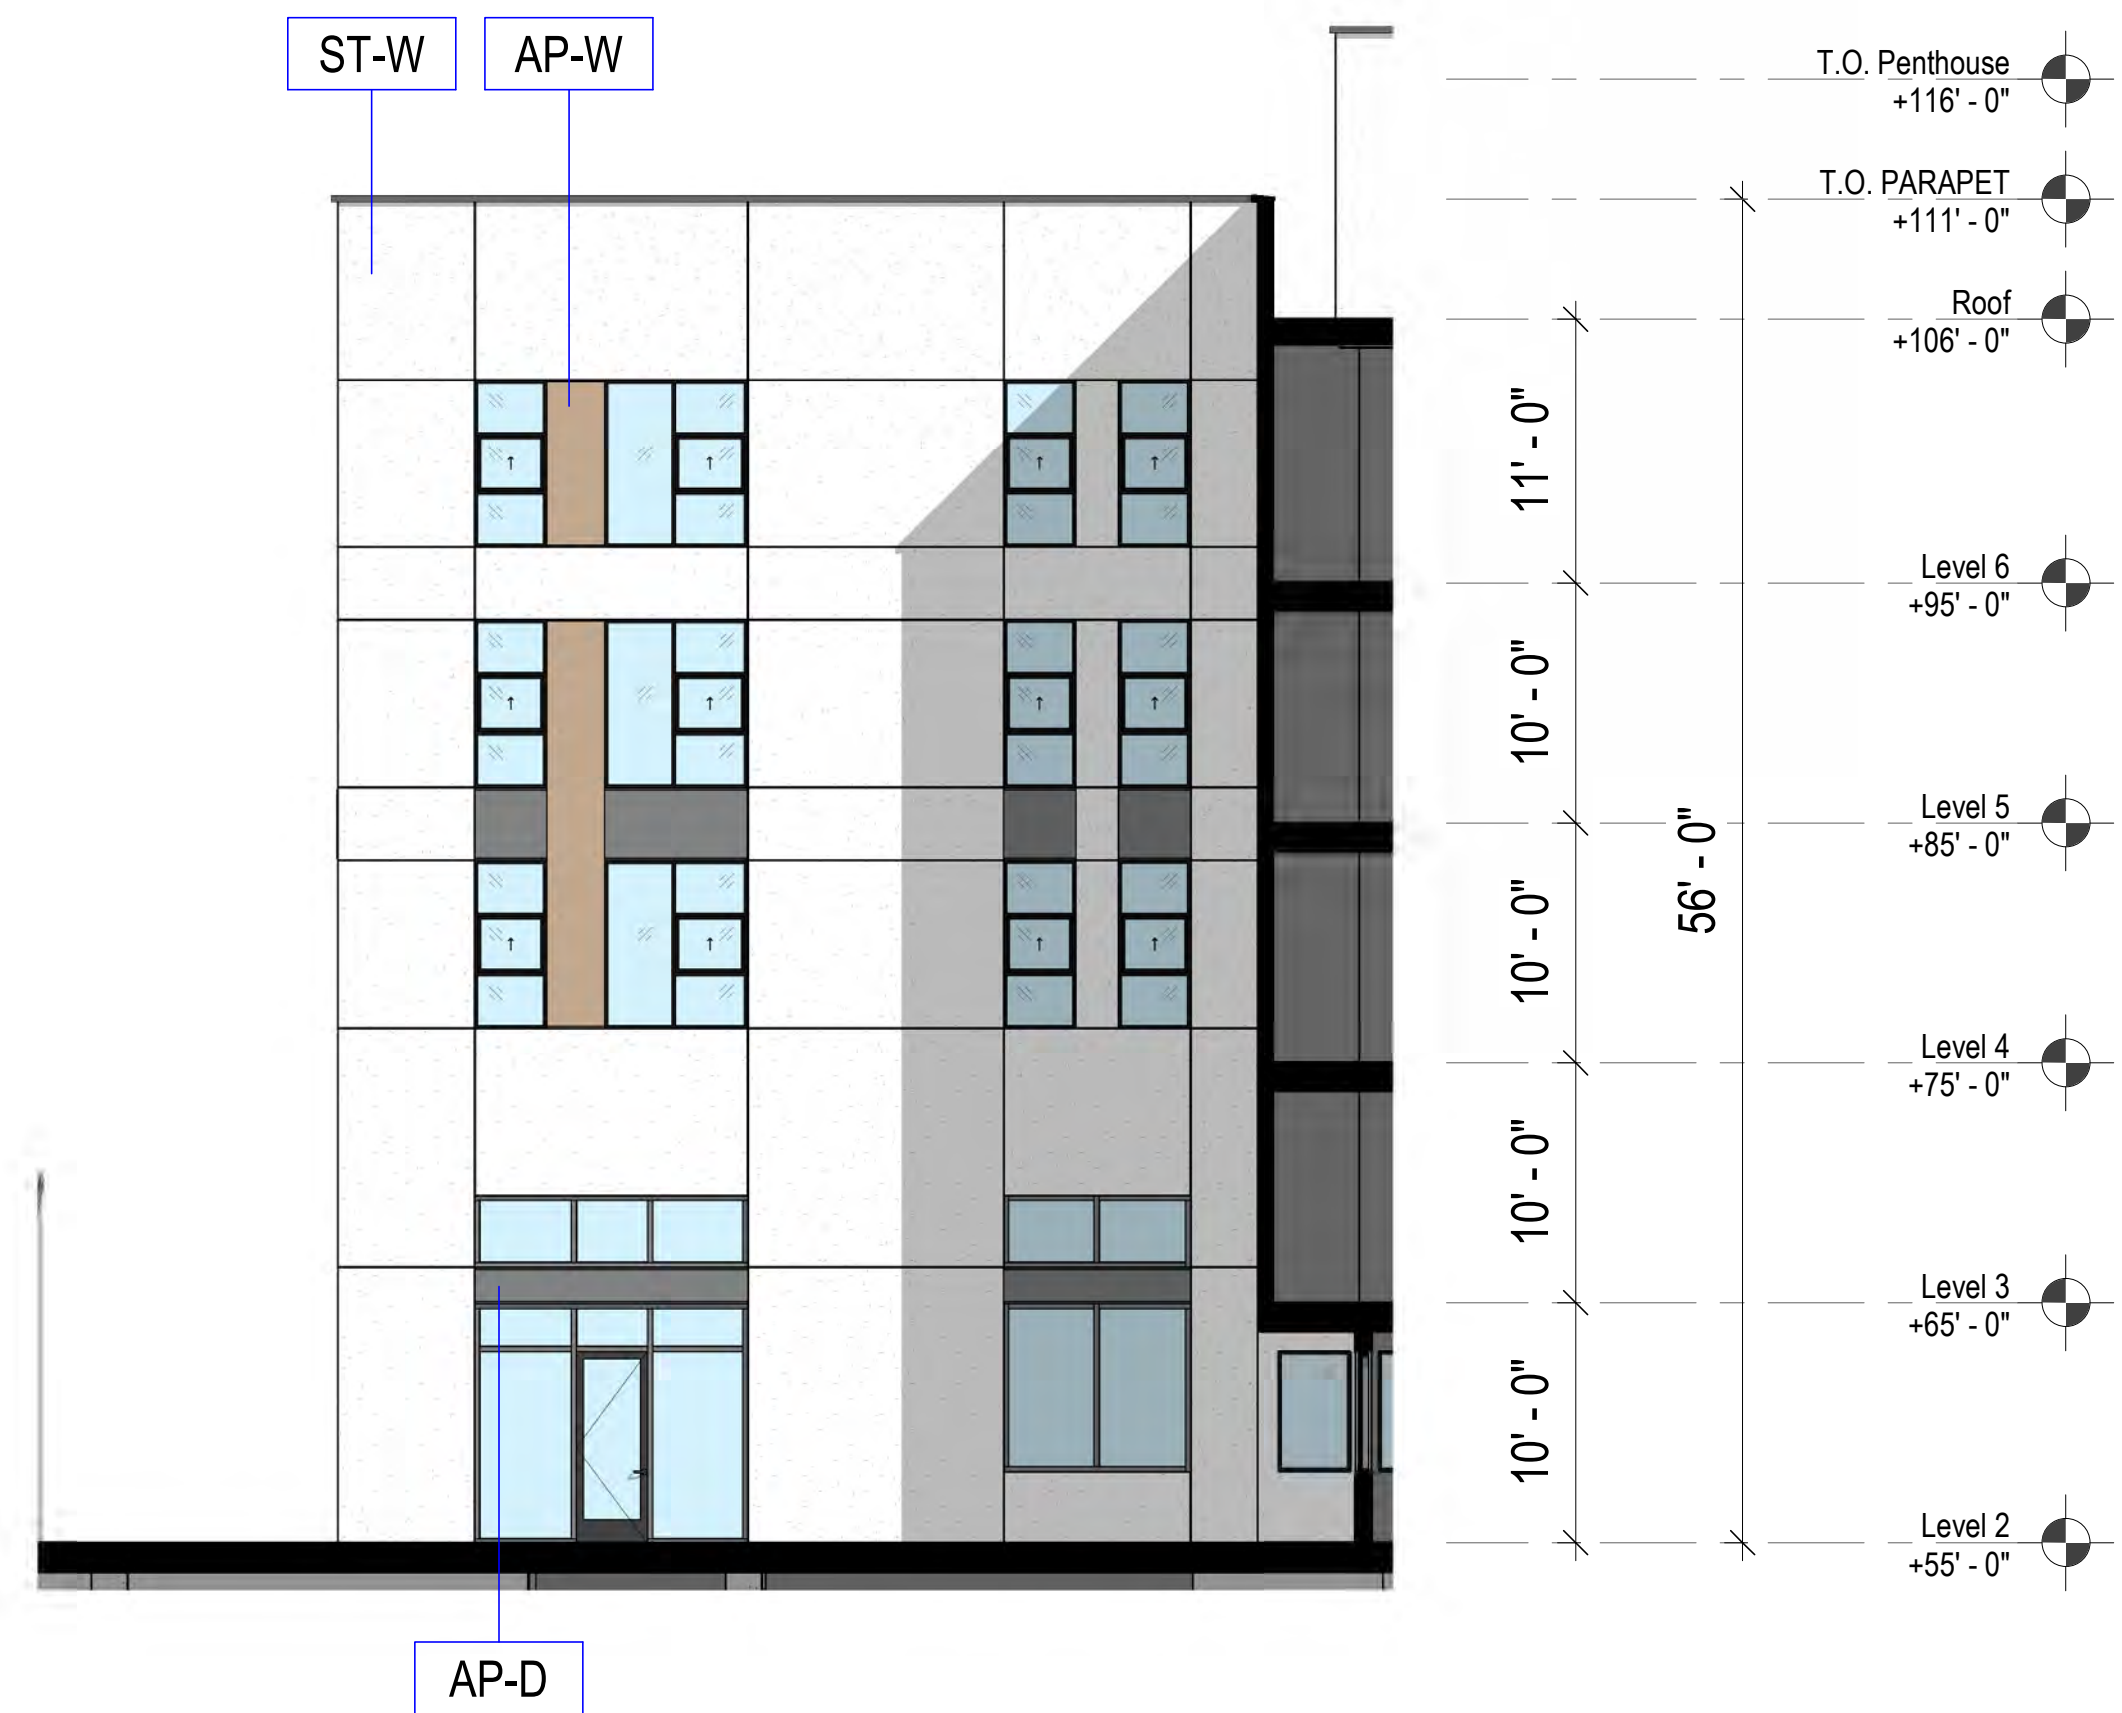 ST-W
AP-W
T.O. Penthouse
+116' - 0"
T.O. PARAPET
+111' - 0"
Roof
+106' - 0"
11' - 0"
Level 6
+95' - 0"
10' - 0"
Level 5
+85' - 0"
56' - 0"
10' - 0"
Level 4
+75' - 0"
10' - 0"
Level 3
+65' - 0"
10' - 0"
Level 2
+55' - 0"
AP-D